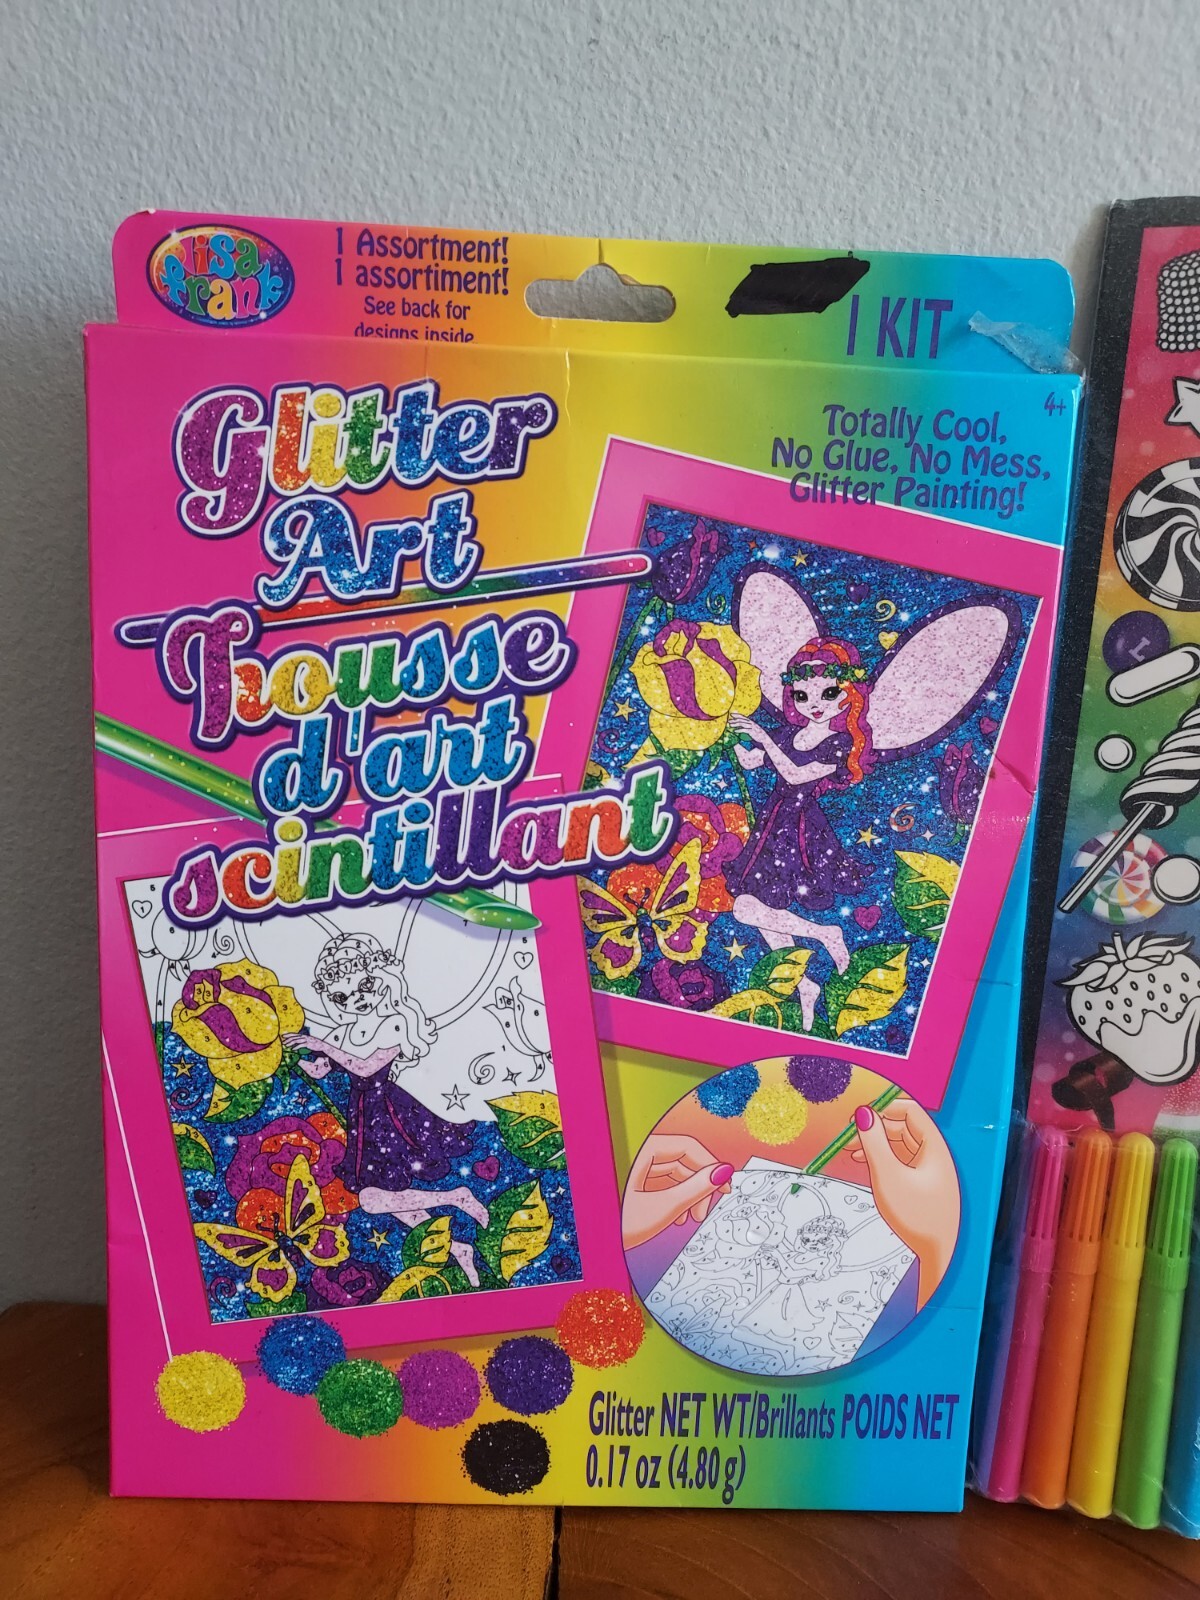 lisa
frank
1 Assortment!
1 assortiment!
See back for
designs inside
1 KIT
4+
Totally Cool,
No Glue, No Mess,
Glitter Painting!
Glitter
Art
Trousse
d'art
scintillant
Glitter NET WT/Brillants POIDS NET
0.17 oz (4.80 g)